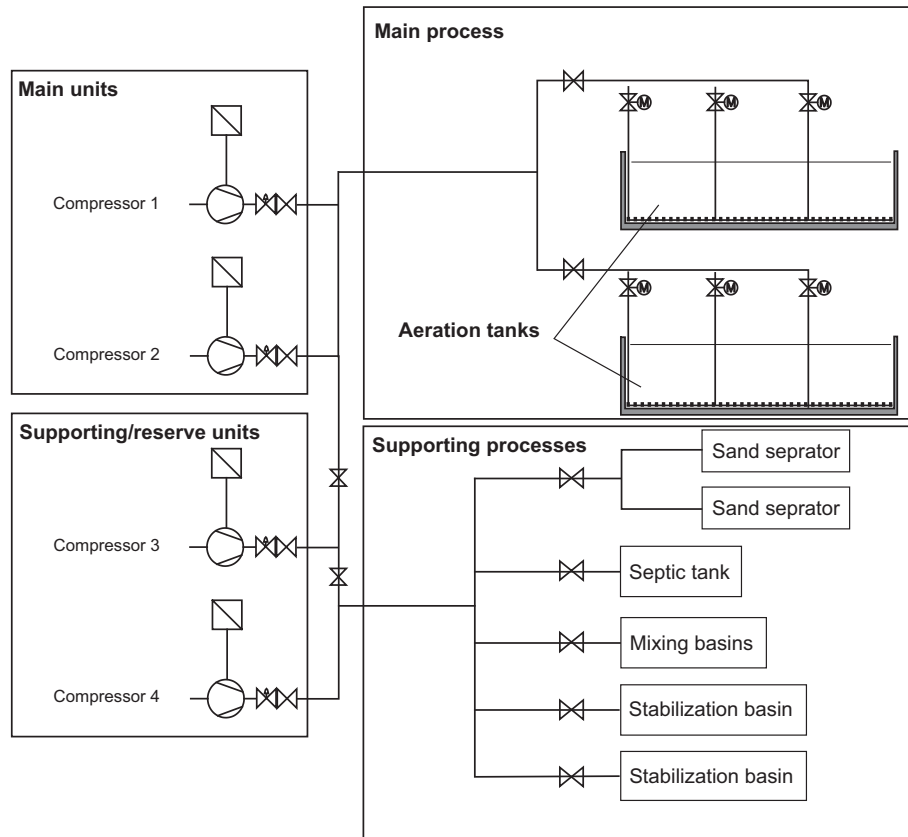 Main process
Main units
M
M
M
Compressor 1
M
M
M
Compressor 2
Aeration tanks
Supporting/reserve units
Supporting processes
Sand seprator
Sand seprator
Compressor 3
Septic tank
Mixing basins
Compressor 4
Stabilization basin
Stabilization basin